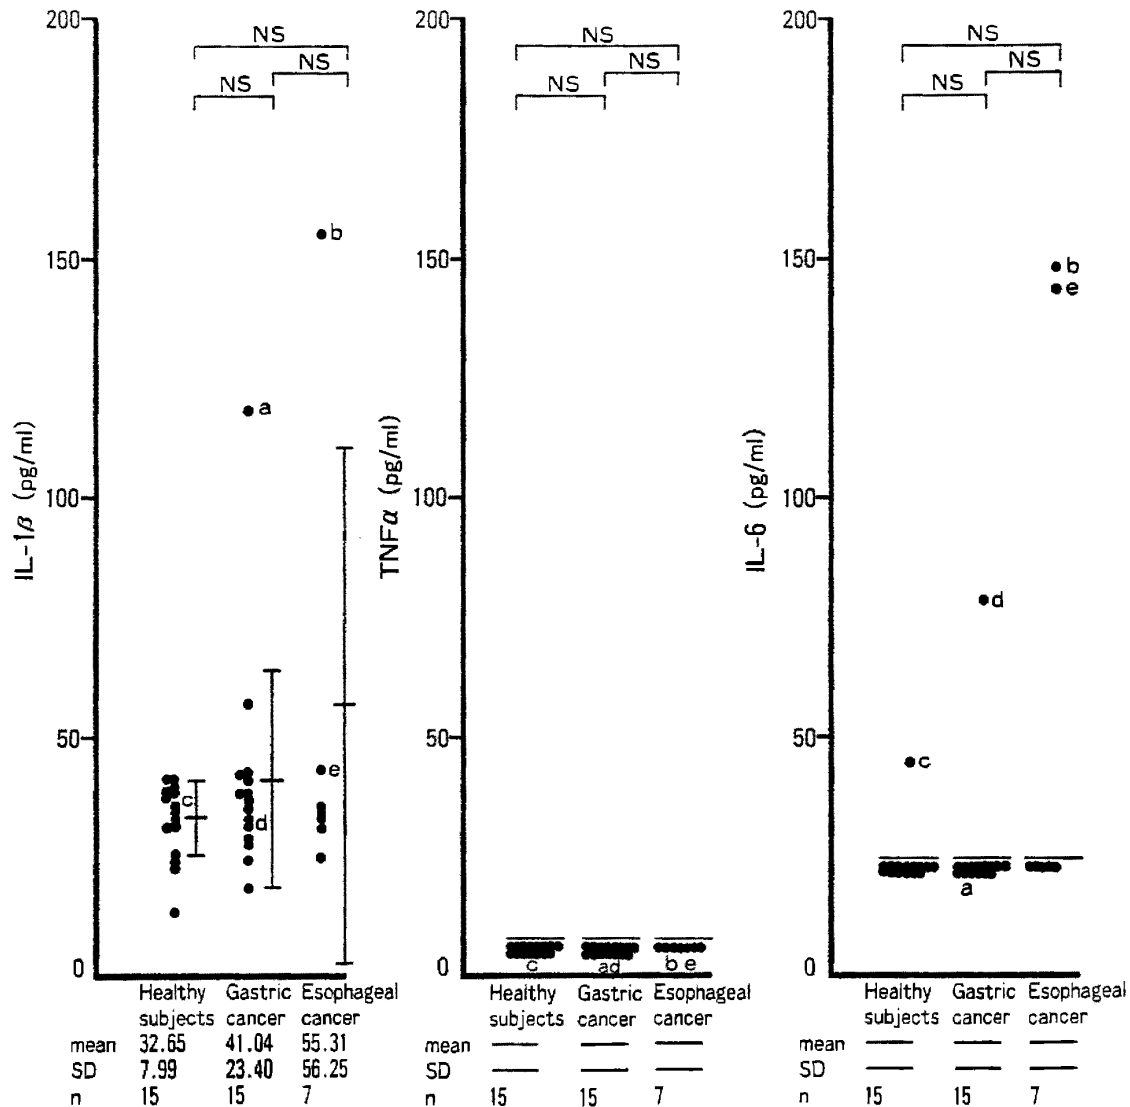 200
NS
NS
NS
150
b
a
100
IL-1β (pg/ml)
50
e
c
d
0
Healthy subjects
Gastric cancer
Esophageal cancer
mean 32.65 41.04 55.31
SD 7.99 23.40 56.25
n 15 15 7
200
NS
NS
NS
150
100
TNFα (pg/ml)
50
0
c
ad
b e
Healthy subjects
Gastric cancer
Esophageal cancer
mean — — —
SD — — —
n 15 15 7
200
NS
NS
NS
150
b
e
100
IL-6 (pg/ml)
d
50
c
a
0
Healthy subjects
Gastric cancer
Esophageal cancer
mean — — —
SD — — —
n 15 15 7